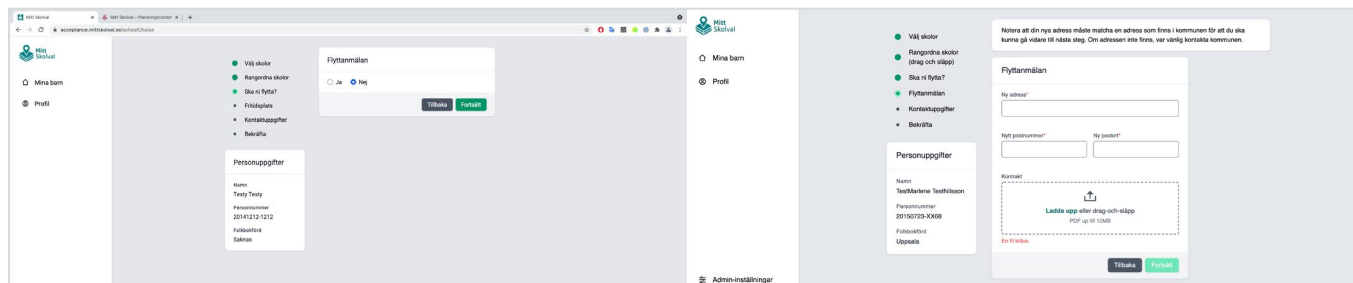 Mitt Skolval
Mitt Skolval - Placeringsrunder
acceptance.mittskolval.se/schoolChoice
Mitt
Skolval
Mina barn
Profil
Välj skolor
Rangordna skolor
Ska ni flytta?
Fritidsplats
Kontaktuppgifter
Bekräfta
Flyttanmälan
Ja Nej
Tillbaka Fortsätt
Personuppgifter
Namn
Testy Testy
Personnummer
20141212-1212
Folkbokförd
Saknas
Mitt
Skolval
Mina barn
Profil
Admin-inställningar
Välj skolor
Rangordna skolor
(drag och släpp)
Ska ni flytta?
Flyttanmälan
Kontaktuppgifter
Bekräfta
Personuppgifter
Namn
TestMarlene TestNilsson
Personnummer
20150723-XX68
Folkbokförd
Uppsala
Notera att din nya adress måste matcha en adress som finns i kommunen för att du ska
kunna gå vidare till nästa steg. Om adressen inte finns, var vänlig kontakta kommunen.
Flyttanmälan
Ny adress*
Nytt postnummer* Ny postort*
Kontrakt
Ladda upp eller drag-och-släpp
PDF up till 10MB
En fil krävs
Tillbaka Fortsätt